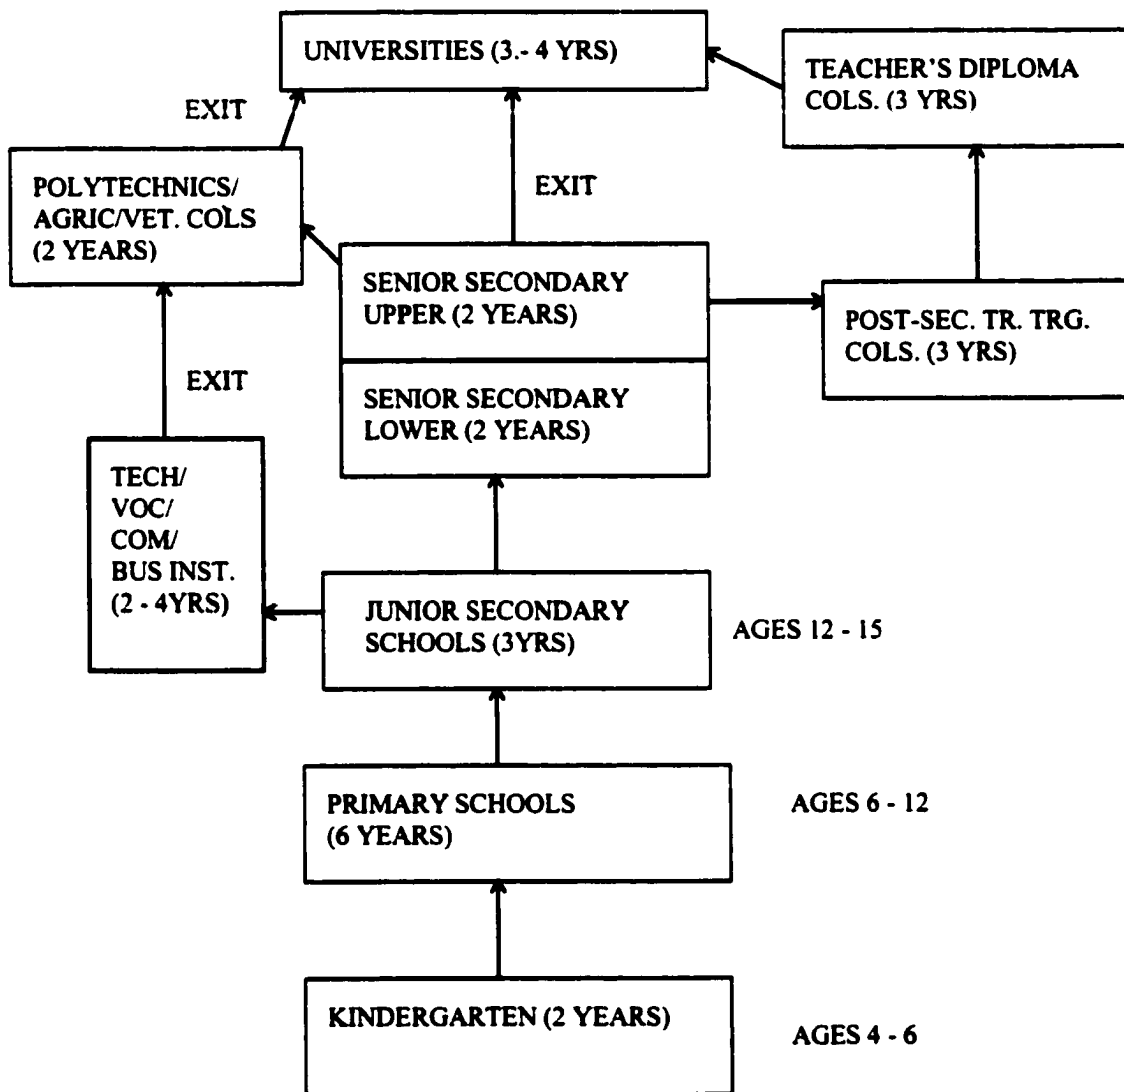 UNIVERSITIES (3.- 4 YRS)
TEACHER'S DIPLOMA
COLS. (3 YRS)
EXIT
POLYTECHNICS/
AGRIC/VET. COLS
(2 YEARS)
EXIT
SENIOR SECONDARY
UPPER (2 YEARS)
POST-SEC. TR. TRG.
COLS. (3 YRS)
EXIT
SENIOR SECONDARY
LOWER (2 YEARS)
TECH/
VOC/
COM/
BUS INST.
(2 - 4YRS)
JUNIOR SECONDARY
SCHOOLS (3YRS)
AGES 12 - 15
PRIMARY SCHOOLS
(6 YEARS)
AGES 6 - 12
KINDERGARTEN (2 YEARS)
AGES 4 - 6